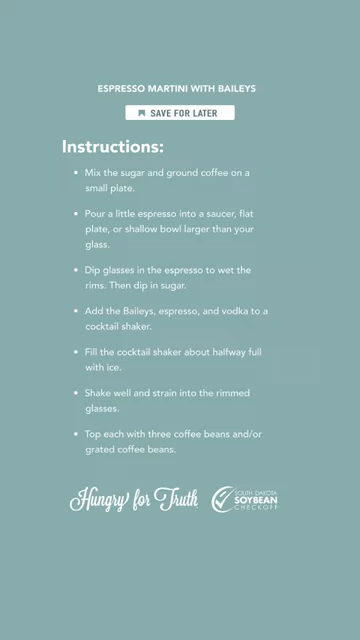 ESPRESSO MARTINI WITH BAILEYS
SAVE FOR LATER
Instructions:
• Mix the sugar and ground coffee on a
small plate.
• Pour a little espresso into a saucer, flat
plate, or shallow bowl larger than your
glass.
• Dip glasses in the espresso to wet the
rims. Then dip in sugar.
• Add the Baileys, espresso, and vodka to a
cocktail shaker.
• Fill the cocktail shaker about halfway full
with ice.
• Shake well and strain into the rimmed
glasses.
• Top each with three coffee beans and/or
grated coffee beans.
Hungry for Truth
SOUTH DAKOTA
SOYBEAN
CHECKOFF